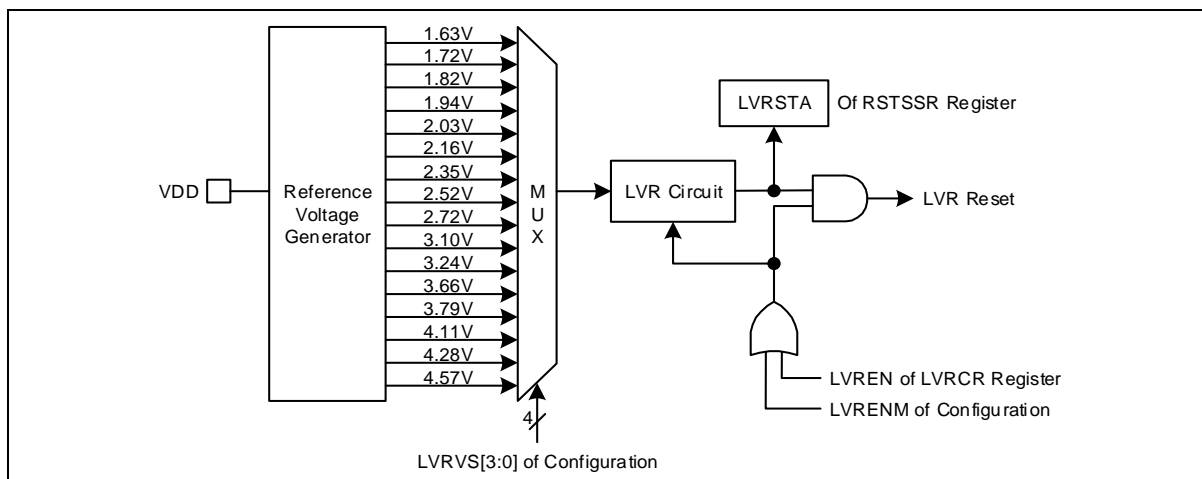 VDD
Reference
Voltage
Generator
1.63V
1.72V
1.82V
1.94V
2.03V
2.16V
2.35V
2.52V
2.72V
3.10V
3.24V
3.66V
3.79V
4.11V
4.28V
4.57V
M
U
X
4
LVRVS[3:0] of Configuration
LVR Circuit
LVRSTA Of RSTSSR Register
LVR Reset
LVREN of LVRCR Register
LVRENM of Configuration